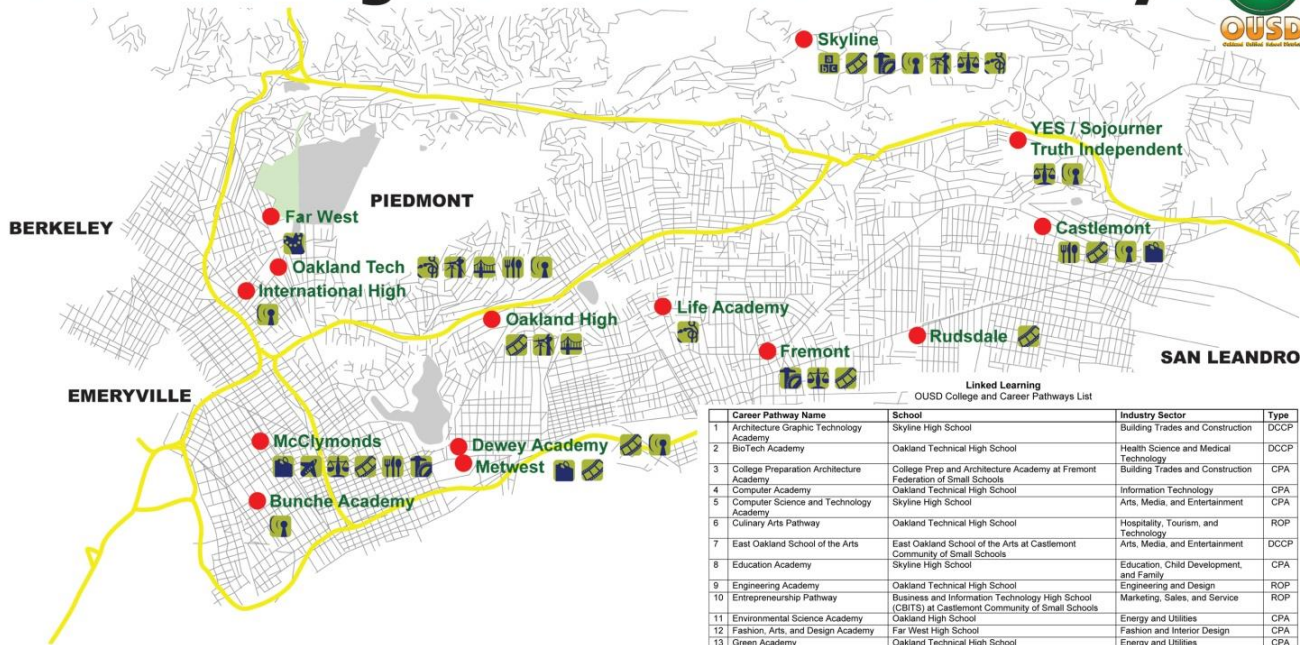 OUSD
Oakland Unified School District
Skyline
YES / Sojourner
Truth Independent
PIEDMONT
BERKELEY
Far West
Castlemont
Oakland Tech
International High
Life Academy
Oakland High
Rudsdale
Fremont
SAN LEANDRO
EMERYVILLE
McClymonds
Dewey Academy
Metwest
Bunche Academy
Linked Learning
OUSD College and Career Pathways List
Career Pathway Name School Industry Sector Type
1 Architecture Graphic Technology Academy Skyline High School Building Trades and Construction DCCP
2 BioTech Academy Oakland Technical High School Health Science and Medical Technology DCCP
3 College Preparation Architecture Academy College Prep and Architecture Academy at Fremont Federation of Small Schools Building Trades and Construction CPA
4 Computer Academy Oakland Technical High School Information Technology CPA
5 Computer Science and Technology Academy Skyline High School Arts, Media, and Entertainment CPA
6 Culinary Arts Pathway Oakland Technical High School Hospitality, Tourism, and Technology ROP
7 East Oakland School of the Arts East Oakland School of the Arts at Castlemont Community of Small Schools Arts, Media, and Entertainment DCCP
8 Education Academy Skyline High School Education, Child Development, and Family CPA
9 Engineering Academy Oakland Technical High School Engineering and Design ROP
10 Entrepreneurship Pathway Business and Information Technology High School (CBITS) at Castlemont Community of Small Schools Marketing, Sales, and Service ROP
11 Environmental Science Academy Oakland High School Energy and Utilities CPA
12 Fashion, Arts, and Design Academy Far West High School Fashion and Interior Design CPA
13 Green Academy Oakland Technical High School Energy and Utilities CPA